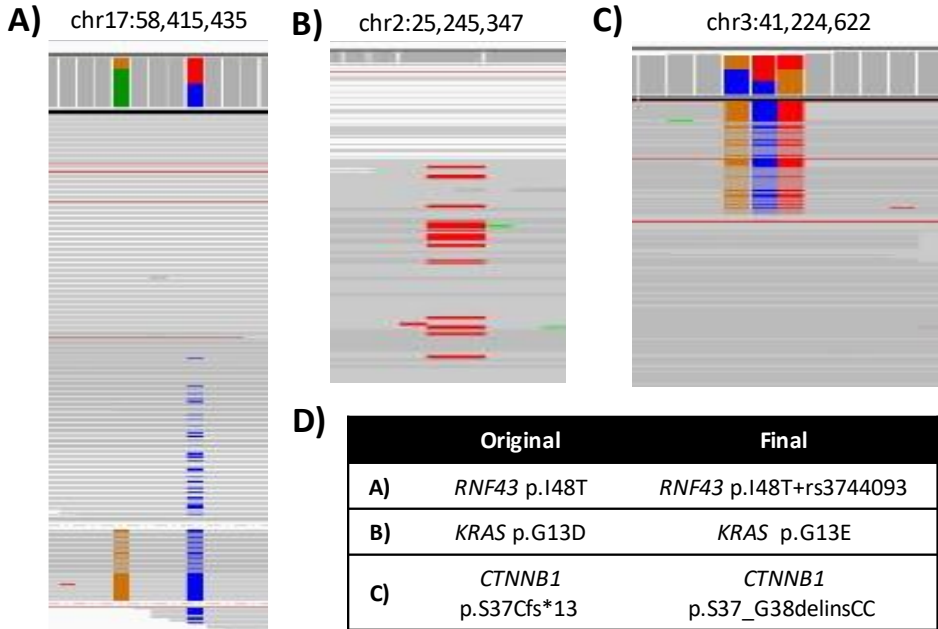 A) chr17:58,415,435
B) chr2:25,245,347
C) chr3:41,224,622
D)
Original Final
A) RNF43 p.I48T RNF43 p.I48T+rs3744093
B) KRAS p.G13D KRAS p.G13E
C) CTNNB1 CTNNB1
p.S37Cfs*13 p.S37_G38delinsCC